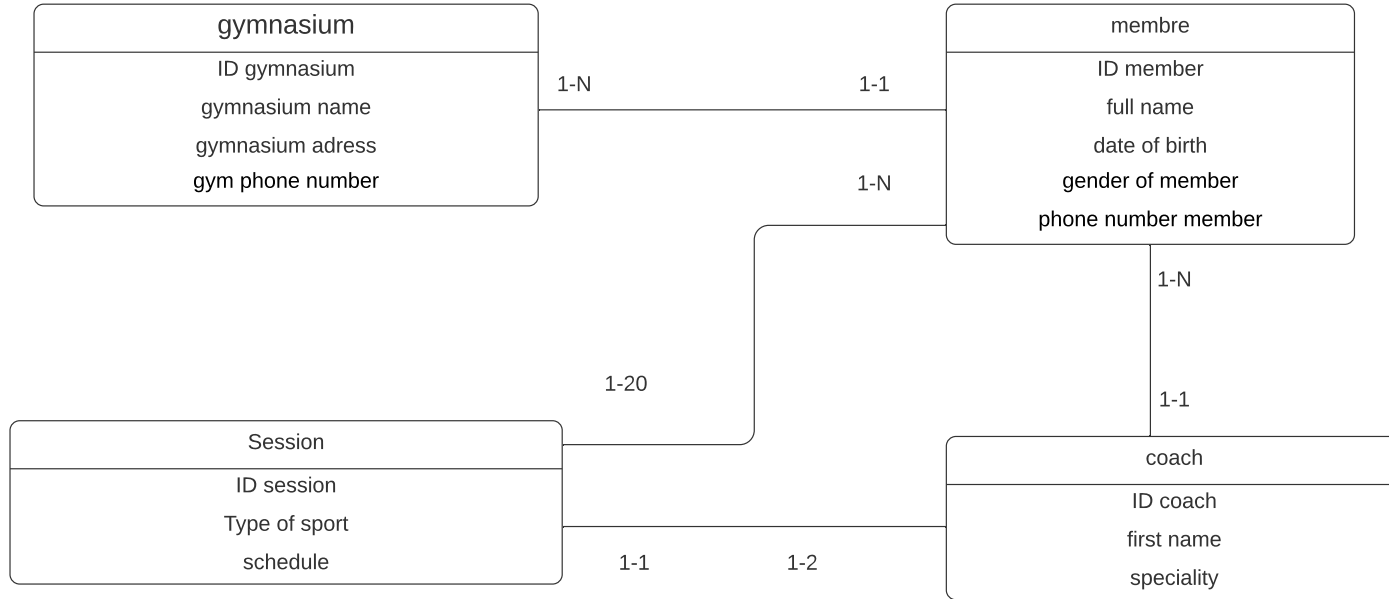 gymnasium
ID gymnasium
gymnasium name
gymnasium adress
gym phone number
1-N
1-1
membre
ID member
full name
date of birth
gender of member
phone number member
1-N
1-N
1-1
1-20
Session
ID session
Type of sport
schedule
1-1
1-2
coach
ID coach
first name
speciality